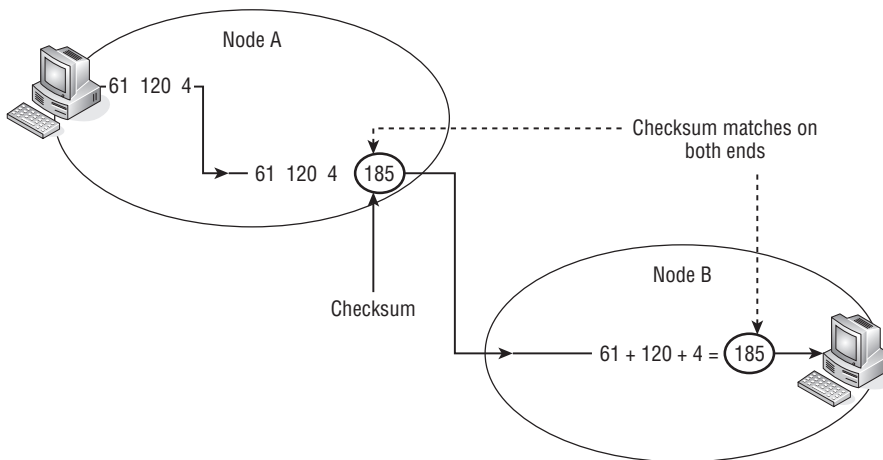 Node A
61 120 4
61 120 4 185
Checksum matches on
both ends
Checksum
Node B
61 + 120 + 4 = 185